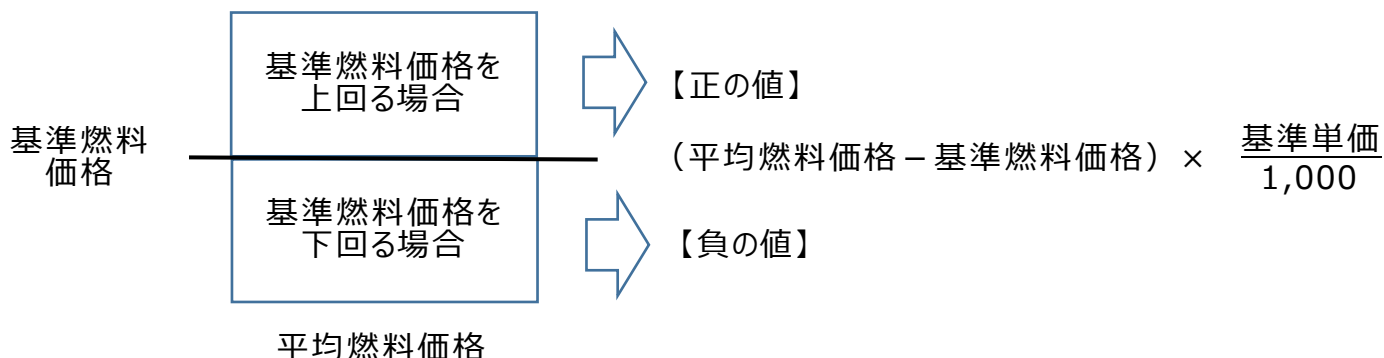 基準燃料価格を
上回る場合
【正の値】
基準燃料
価格
（平均燃料価格 – 基準燃料価格）× 基準単価
1,000
基準燃料価格を
下回る場合
【負の値】
平均燃料価格